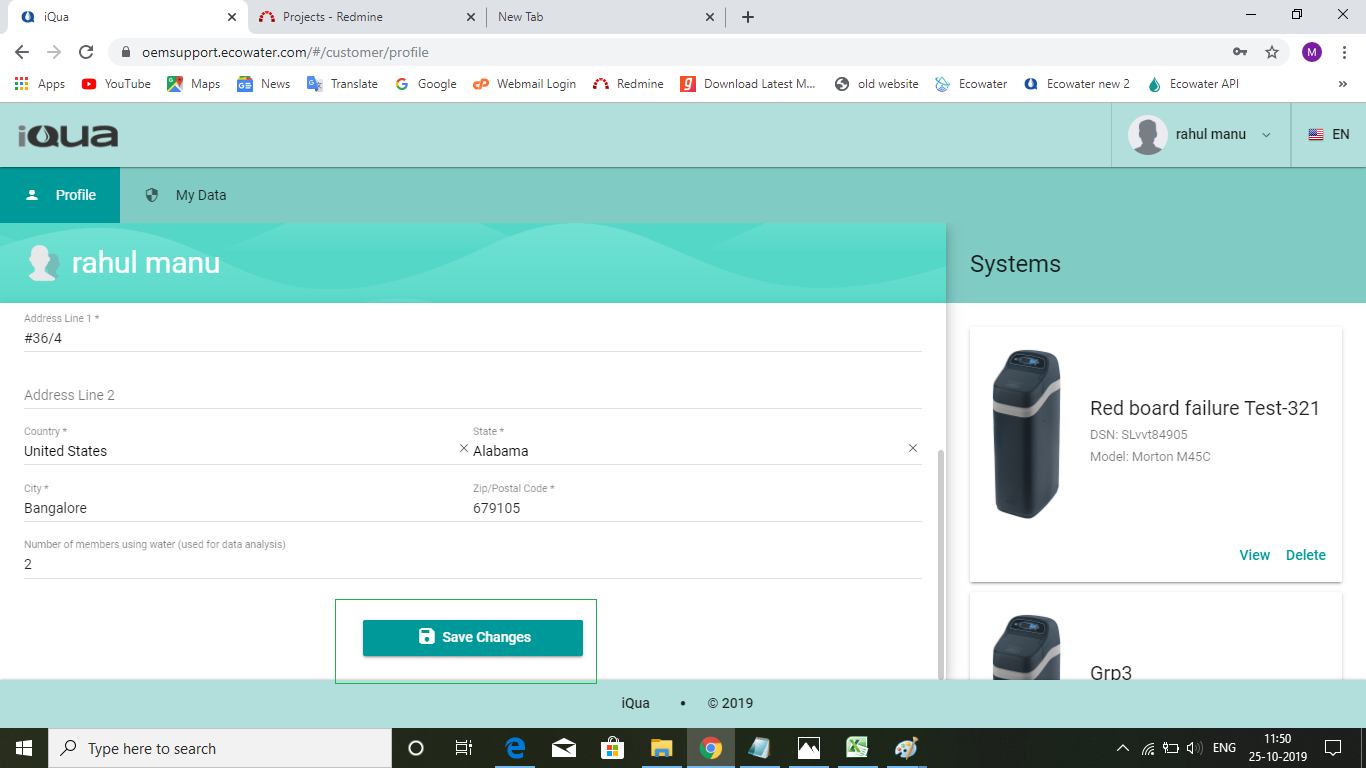 iQua
Projects - Redmine
New Tab
oemsupport.ecowater.com/#/customer/profile
M
Apps
YouTube
Maps
News
Translate
Google
Webmail Login
Redmine
Download Latest M...
old website
Ecowater
Ecowater new 2
Ecowater API
»
iQua
rahul manu
EN
Profile
My Data
rahul manu
Systems
Address Line 1 *
#36/4
Address Line 2
Country *
State *
United States
Alabama
City *
Zip/Postal Code *
Bangalore
679105
Number of members using water (used for data analysis)
2
Save Changes
Red board failure Test-321
DSN: SLvvt84905
Model: Morton M45C
View
Delete
Grp3
iQua • © 2019
Type here to search
ENG
11:50
25-10-2019